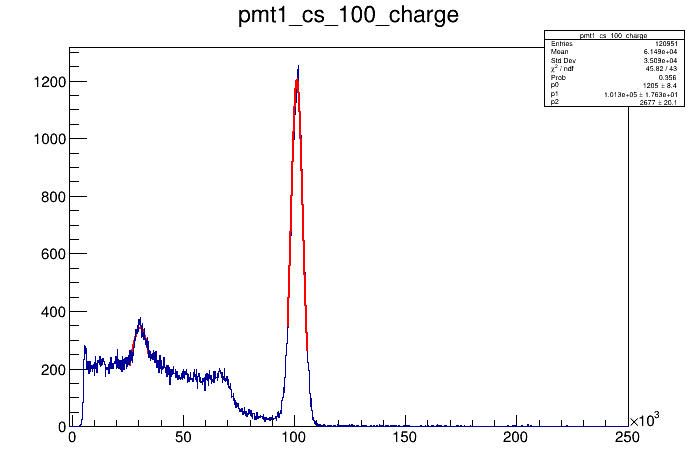 pmt1_cs_100_charge
pmt1_cs_100_charge
Entries 120951
Mean 6.149e+04
Std Dev 3.509e+04
χ² / ndf 45.82 / 43
Prob 0.356
p0 1205 ± 8.4
p1 1.013e+05 ± 1.763e+01
p2 2677 ± 20.1
1200
1000
800
600
400
200
0
0 50 100 150 200 250
×10³